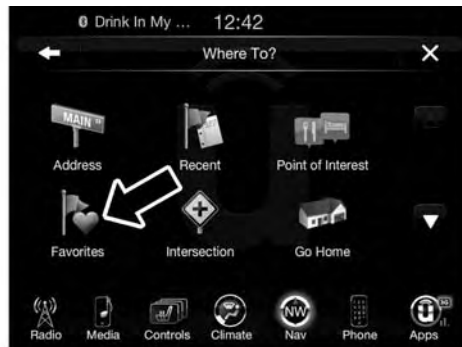 Drink In My ... 12:42
Where To?
MAIN
Address Recent Point of Interest
Favorites Intersection Go Home
NW
3G
Radio Media Controls Climate Nav Phone Apps